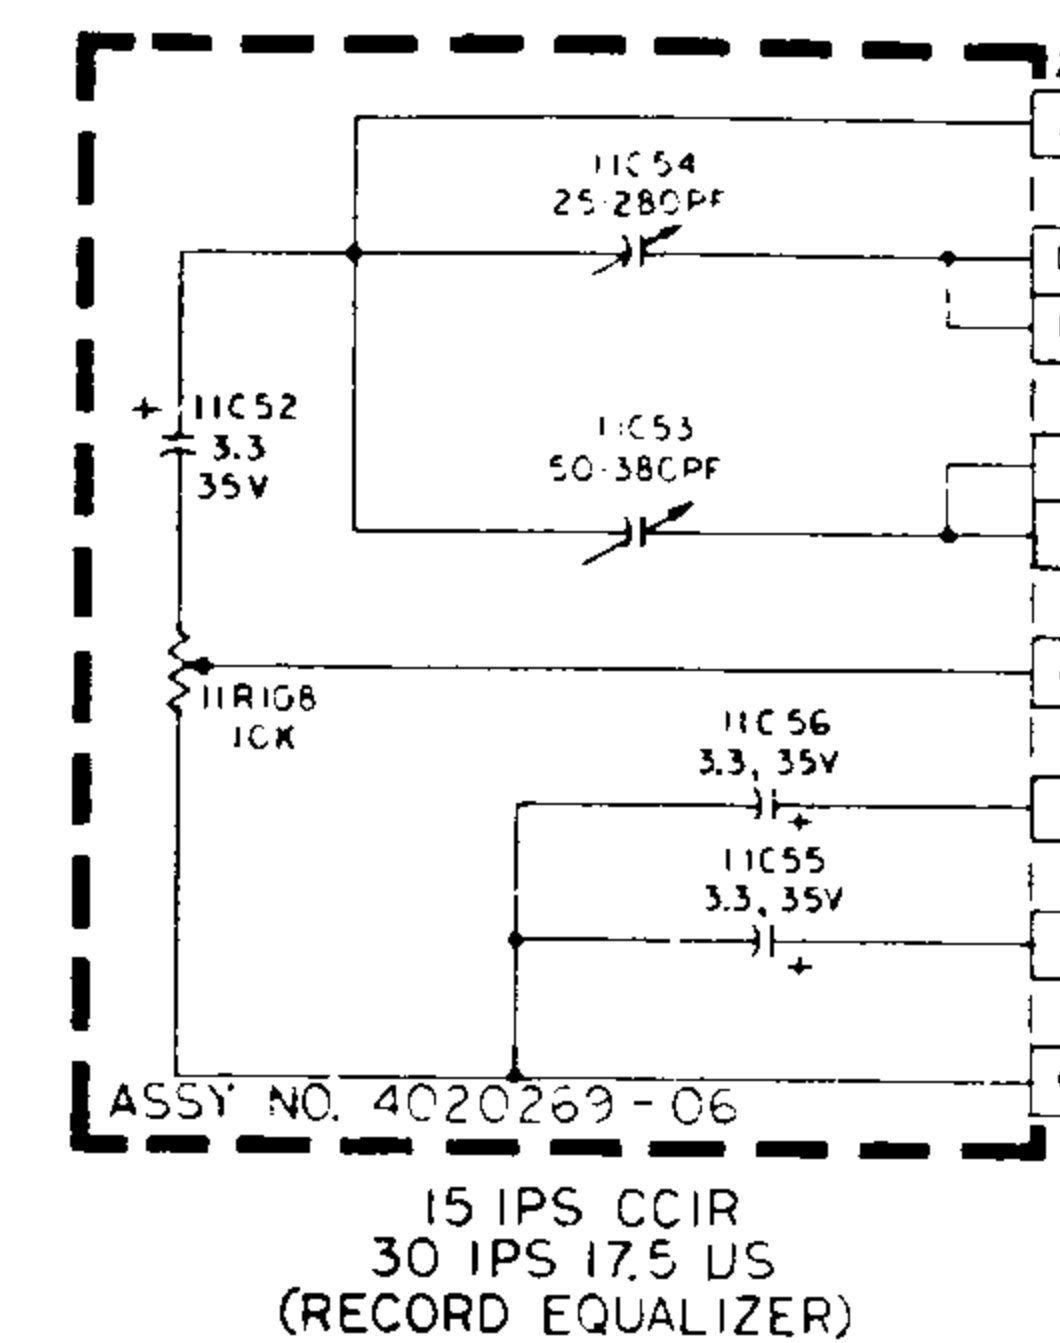 11C54
25-280PF
+ 11C52
3.3
35V
11C53
50-380PF
11R108
10K
11C56
3.3, 35V
+
11C55
3.3, 35V
+
ASSY NO. 4020269-06
15 IPS CCIR
30 IPS 17.5 US
(RECORD EQUALIZER)